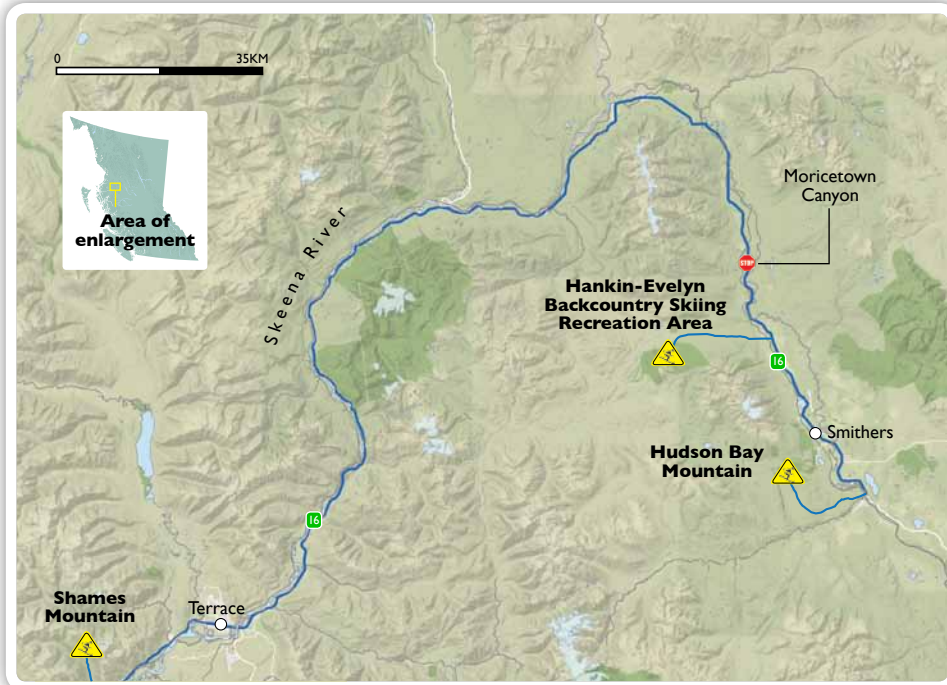 0
35KM
Area of
enlargement
Skeena River
Moricetown
Canyon
STOP
Hankin-Evelyn
Backcountry Skiing
Recreation Area
16
Smithers
Hudson Bay
Mountain
16
Shames
Mountain
Terrace